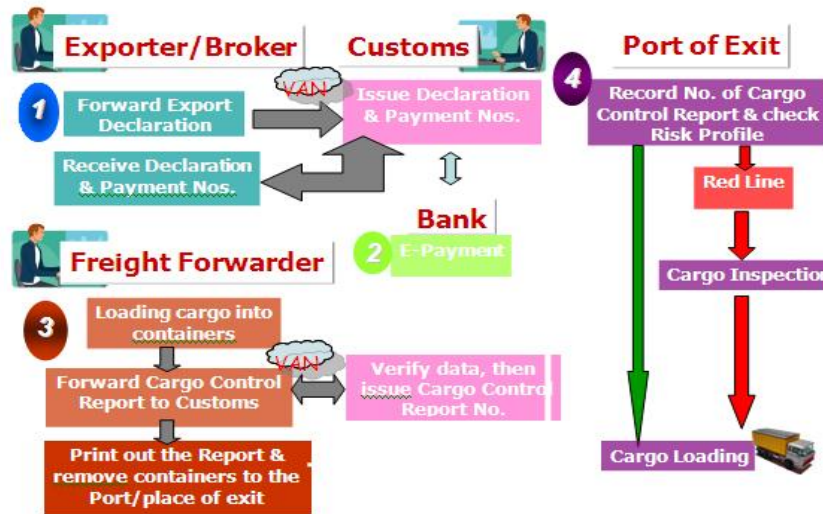 Exporter/Broker
Customs
Port of Exit
1
Forward Export
Declaration
VAN
Issue Declaration
& Payment Nos.
Receive Declaration
& Payment Nos.
4
Record No. of Cargo
Control Report & check
Risk Profile
Red Line
Cargo Inspection
Cargo Loading
Bank
2
E-Payment
Freight Forwarder
3
Loading cargo into
containers
Forward Cargo Control
Report to Customs
VAN
Verify data, then
issue Cargo Control
Report No.
Print out the Report &
remove containers to the
Port/place of exit